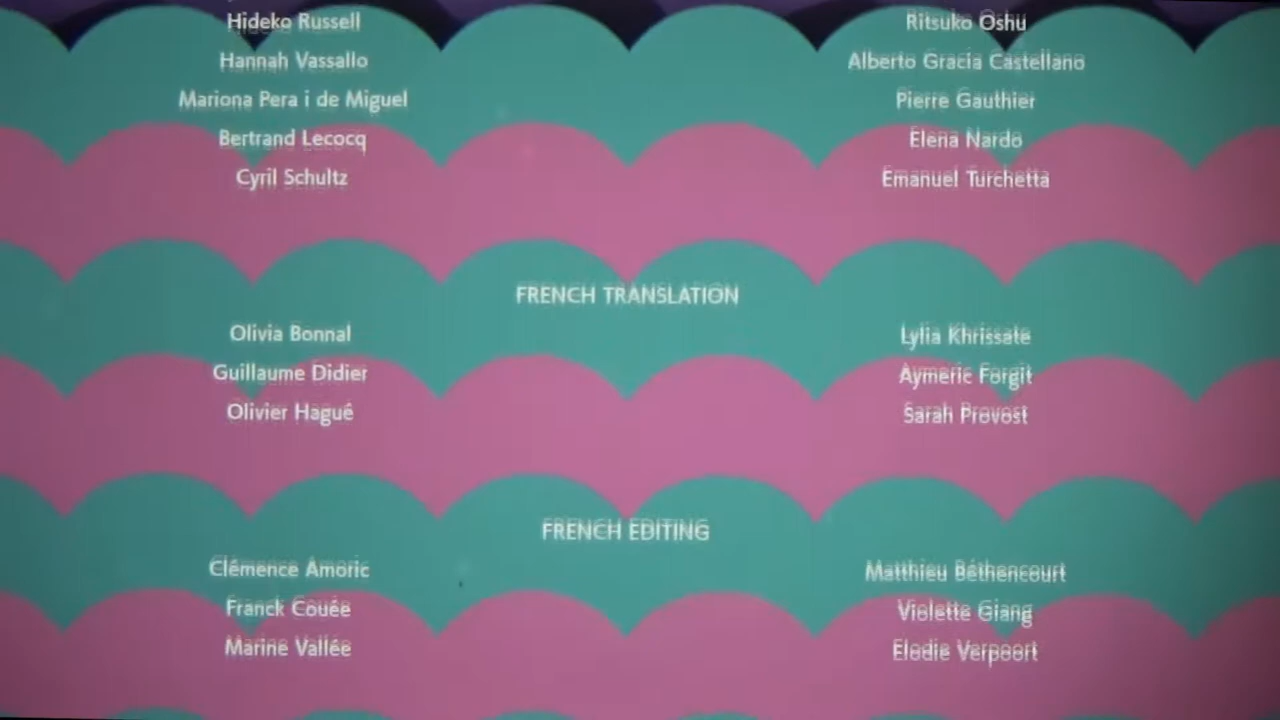 Hideko Russell Ritsuko Oshu
Hannah Vassallo Alberto Gracia Castellano
Mariona Pera i de Miguel Pierre Gauthier
Bertrand Lecocq Elena Nardo
Cyril Schultz Emanuel Turchetta
FRENCH TRANSLATION
Olivia Bonnal Lylia Khrissate
Guillaume Didier Aymeric Forgit
Olivier Hagué Sarah Provost
FRENCH EDITING
Clémence Amoric Matthieu Béthencourt
Franck Couée Violette Giang
Marine Vallée Elodie Verpoort